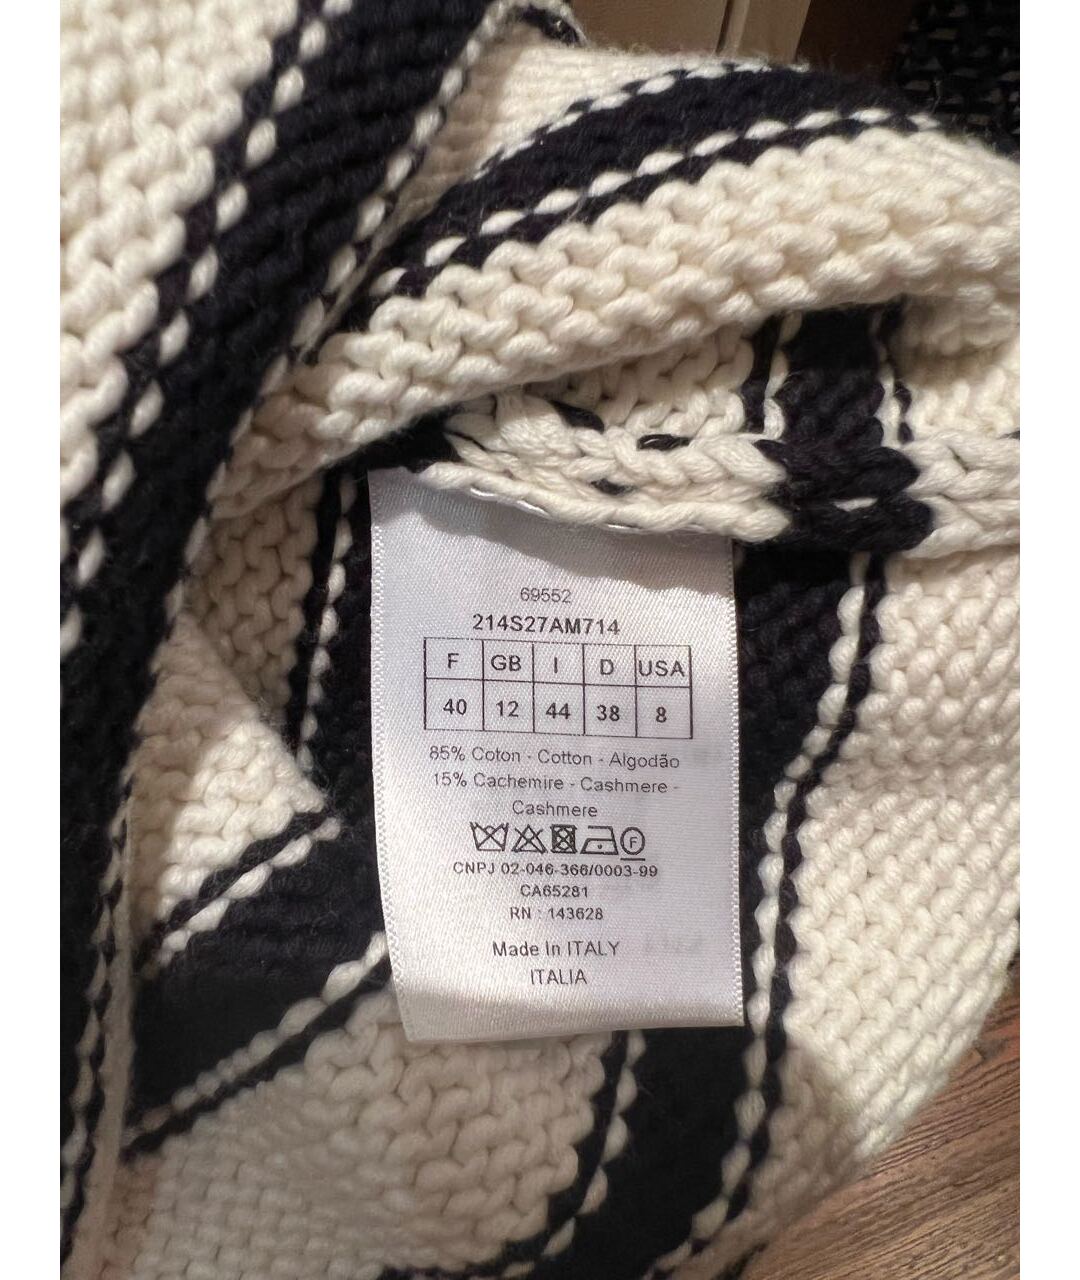 69552
214S27AM714
F GB I D USA
40 12 44 38 8
85% Coton - Cotton - Algodão
15% Cachemire - Cashmere -
Cashmere
F
CNPJ 02-046-366/0003-99
CA65281
RN : 143628
Made In ITALY
ITALIA